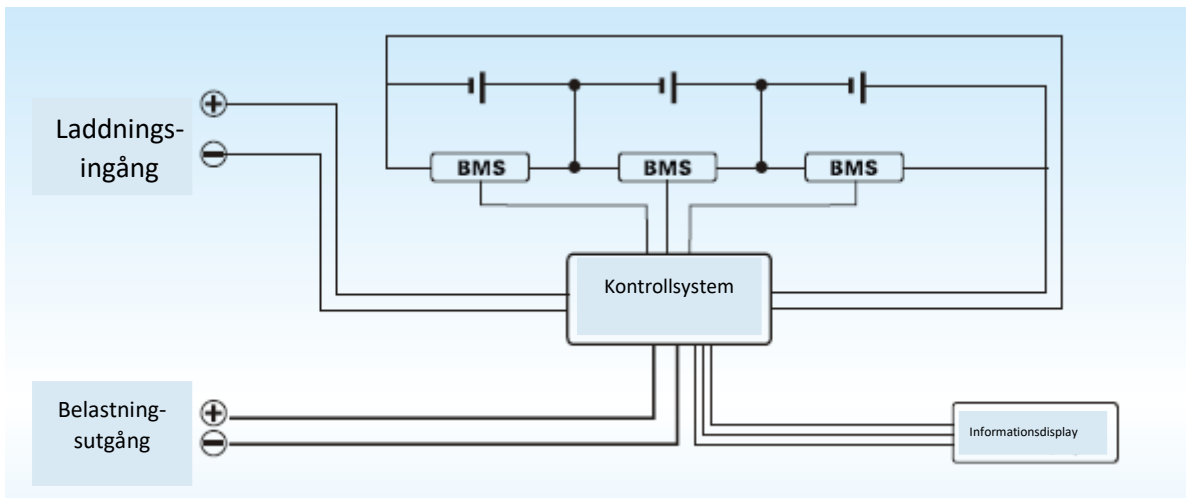 Laddnings-
ingång
BMS
BMS
BMS
Kontrollsystem
Belastning-
sutgång
Informationsdisplay